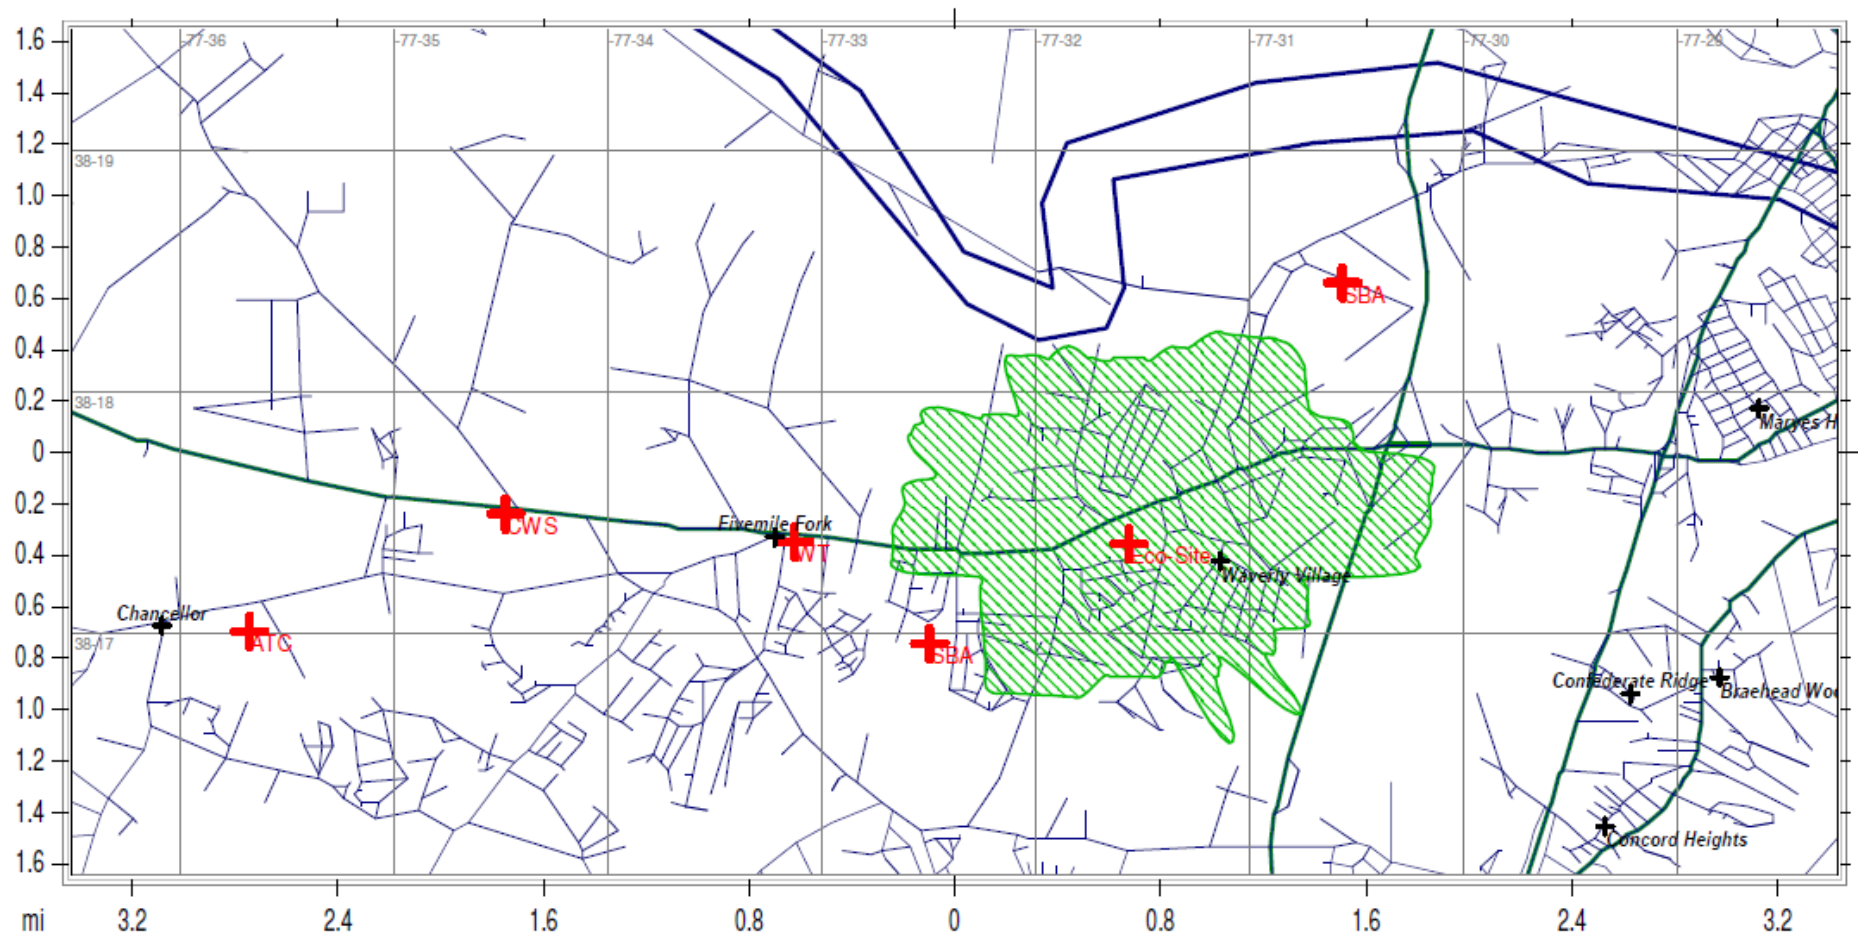 1.6
-77-36
-77-35
-77-34
-77-33
-77-32
-77-31
-77-30
-77-29
1.4
1.2
38-19
1.0
0.8
0.6
SBA
0.4
38-18
0.2
Maryes H
0
0.2
CWS
Fivemile Fork
WT
0.4
Eco-Site
Waverly Village
0.6
Chancellor
38-17
ATC
SBA
0.8
Confederate Ridge
Braehead Woo
1.0
1.2
1.4
Concord Heights
1.6
mi
3.2
2.4
1.6
0.8
0
0.8
1.6
2.4
3.2